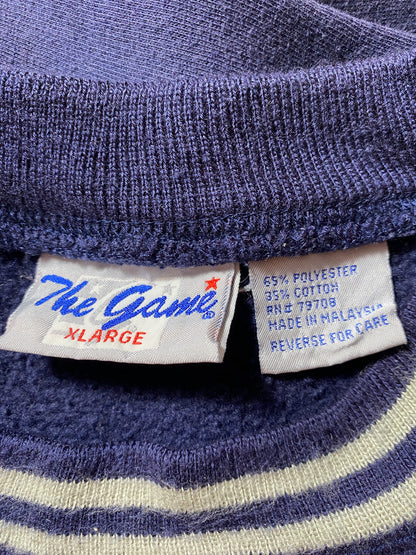 The Game®
XLARGE
65% POLYESTER
35% COTTON
RN# 79708
MADE IN MALAYSIA
REVERSE FOR CARE